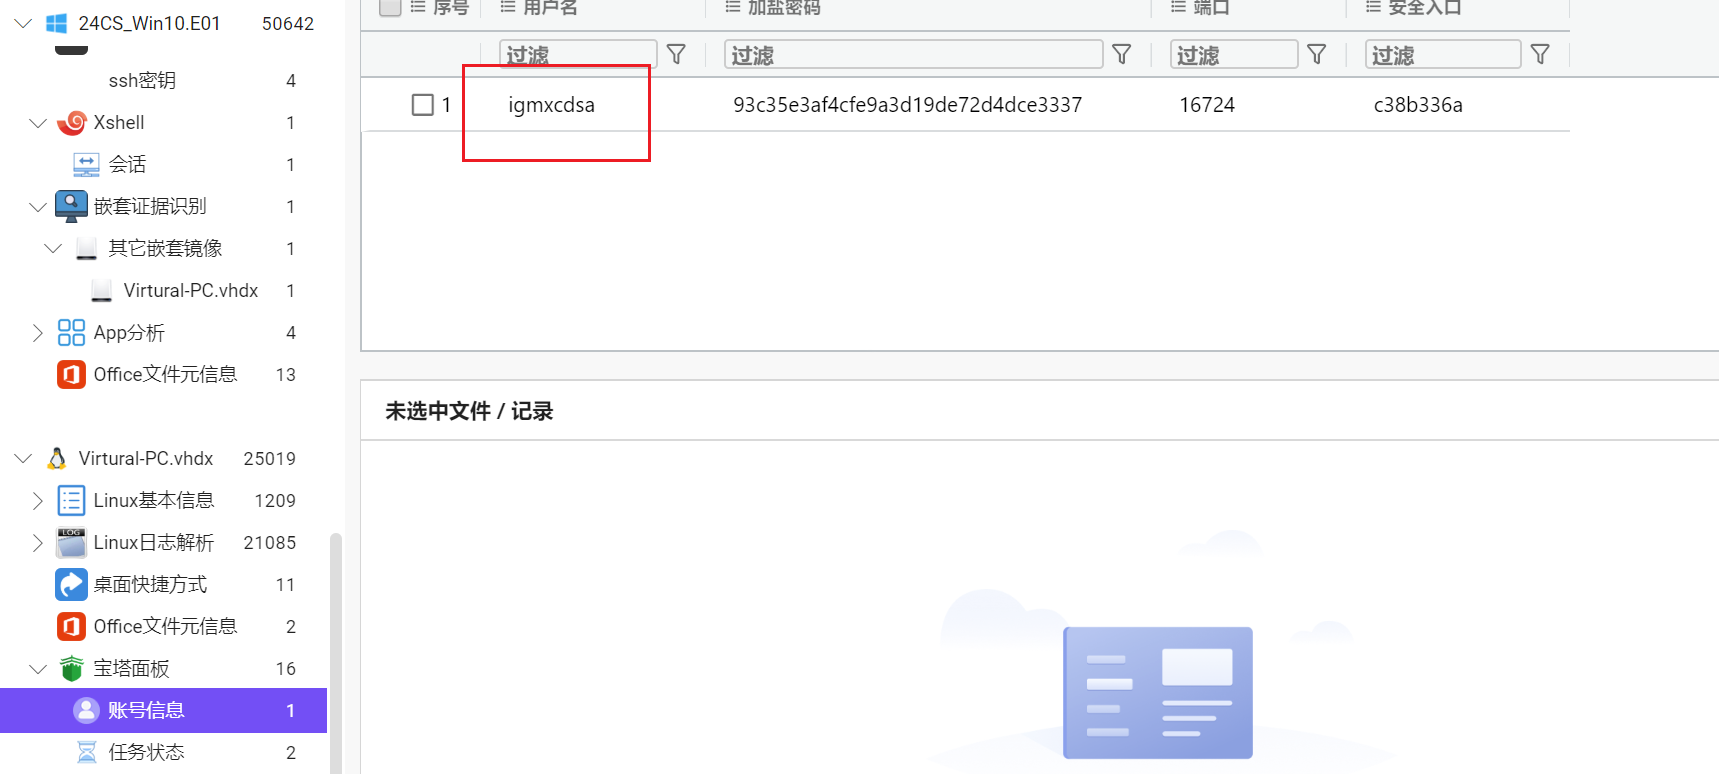 24CS_Win10.E01 50642
ssh密钥 4
Xshell 1
会话 1
嵌套证据识别 1
其它嵌套镜像 1
Virtural-PC.vhdx 1
App分析 4
Office文件元信息 13
Virtural-PC.vhdx 25019
Linux基本信息 1209
LOG
Linux日志解析 21085
桌面快捷方式 11
Office文件元信息 2
宝塔面板 16
账号信息 1
任务状态 2
序号 用户名 加盐密码 端口 安全入口
过滤 过滤 过滤 过滤
1 igmxcdsa 93c35e3af4cfe9a3d19de72d4dce3337 16724 c38b336a
未选中文件 / 记录